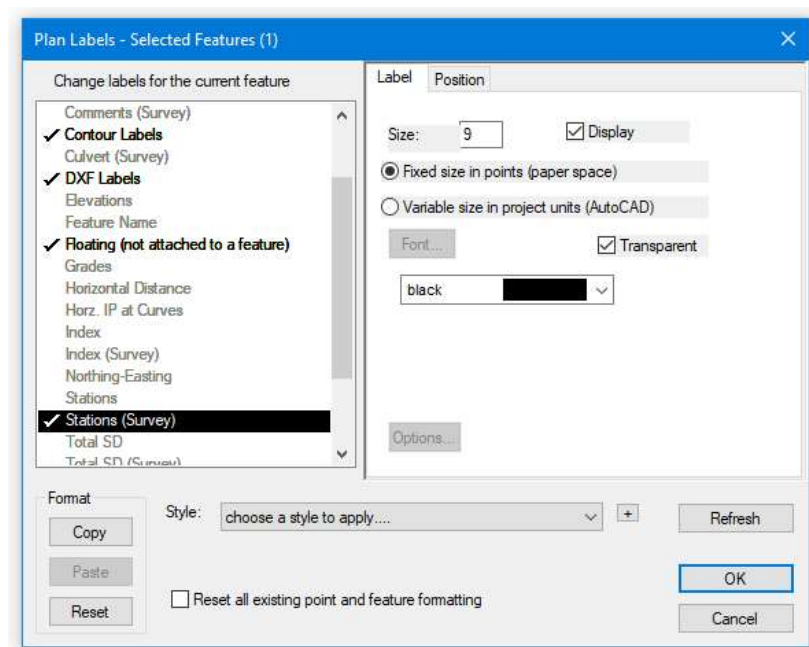 Plan Labels - Selected Features (1)
Change labels for the current feature
Comments (Survey)
Contour Labels
Culvert (Survey)
DXF Labels
Elevations
Feature Name
Floating (not attached to a feature)
Grades
Horizontal Distance
Horz. IP at Curves
Index
Index (Survey)
Northing-Easting
Stations
Stations (Survey)
Total SD
Total SD (Survey)
Label Position
Size: 9 Display
Fixed size in points (paper space)
Variable size in project units (AutoCAD)
Font... Transparent
black
Options...
Format
Copy
Paste
Reset
Style: choose a style to apply.... +
Reset all existing point and feature formatting
Refresh
OK
Cancel